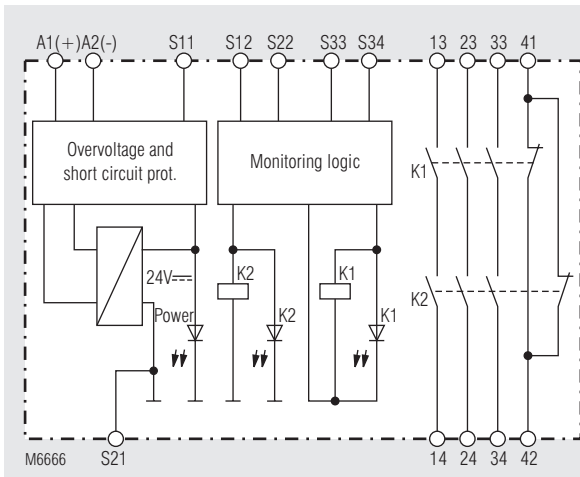 A1(+) A2(-) S11 S12 S22 S33 S34 13 23 33 41
Overvoltage and
short circuit prot.
Monitoring logic
K1
24V
K2
K1
K2
Power
K2
K1
M6666
S21
14 24 34 42